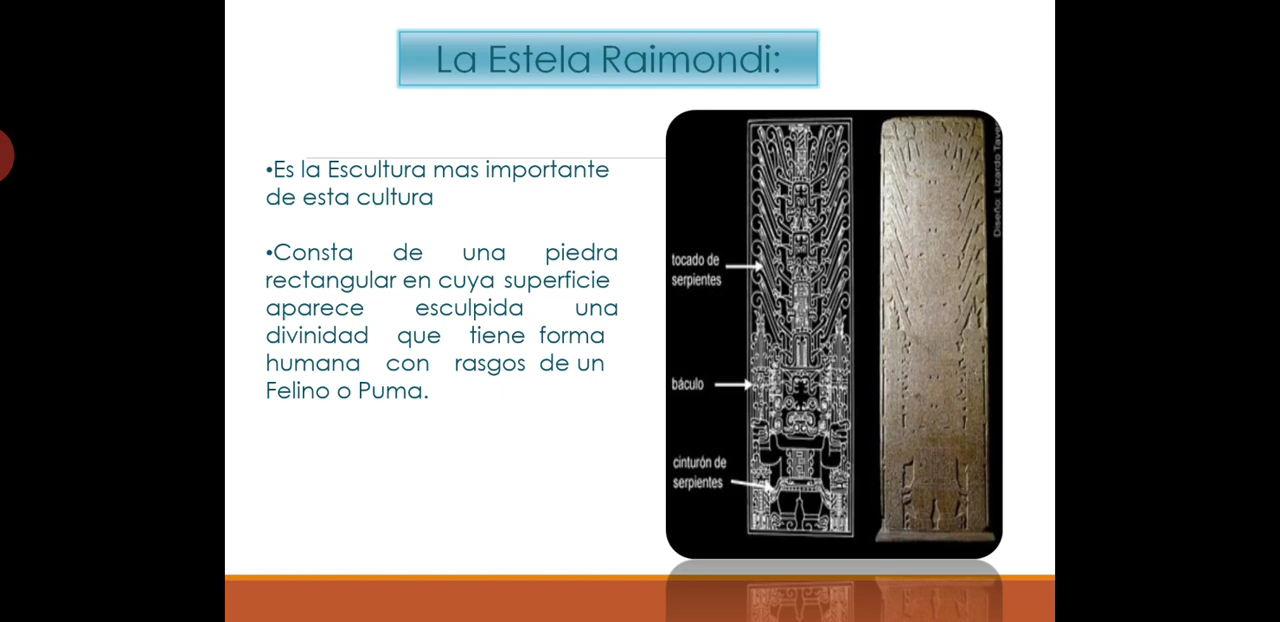 La Estela Raimondi:
•Es la Escultura mas importante
de esta cultura
•Consta de una piedra
rectangular en cuya superficie
aparece esculpida una
divinidad que tiene forma
humana con rasgos de un
Felino o Puma.
tocado de
serpientes
báculo
cinturón de
serpientes
Diseño: Lizardo